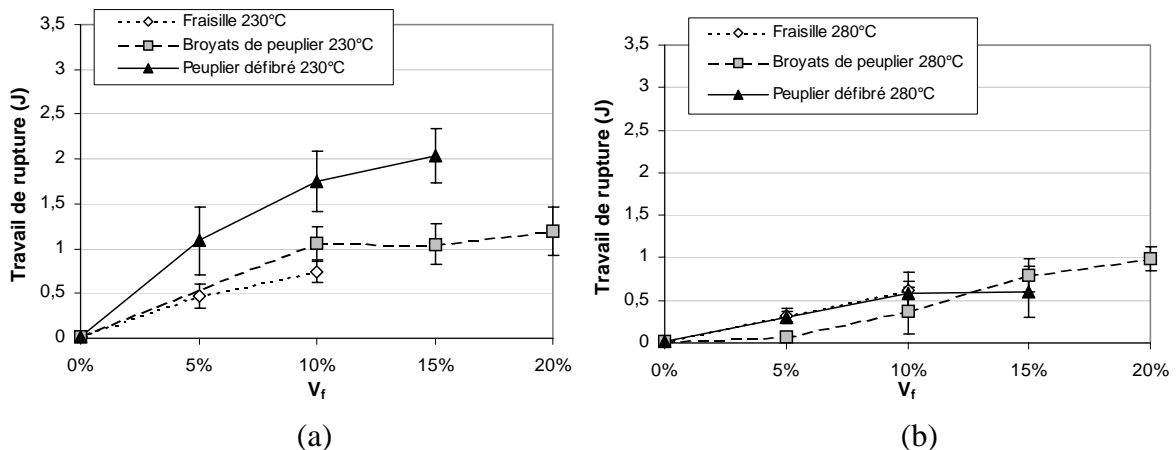 3,5
3
2,5
2
1,5
1
0,5
0
Travail de rupture (J)
Fraisille 230°C
Broyats de peuplier 230°C
Peuplier défibré 230°C
0%
5%
10%
15%
20%
V_f
(a)
3,5
3
2,5
2
1,5
1
0,5
0
Travail de rupture (J)
Fraisille 280°C
Broyats de peuplier 280°C
Peuplier défibré 280°C
0%
5%
10%
15%
20%
V_f
(b)